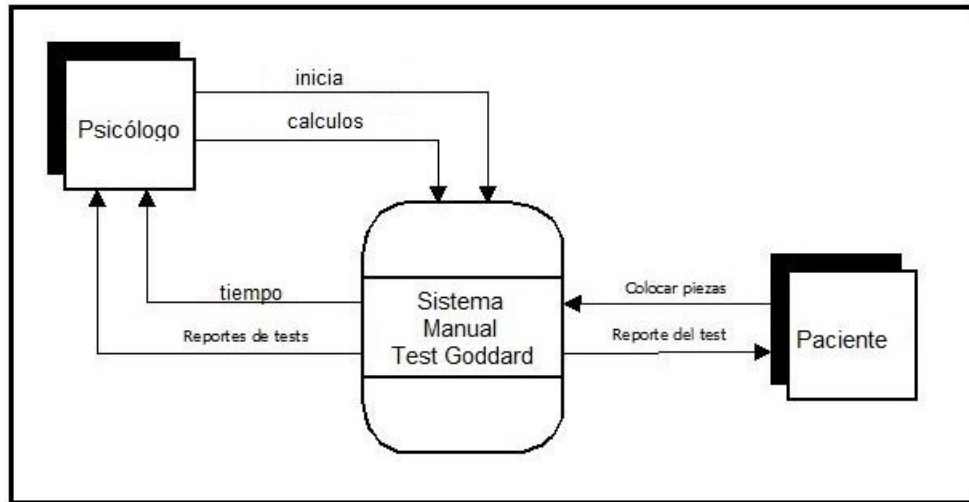 inicia
Psicólogo
calculos
tiempo
Reportes de tests
Sistema
Manual
Test Goddard
Colocar piezas
Reporte del test
Paciente